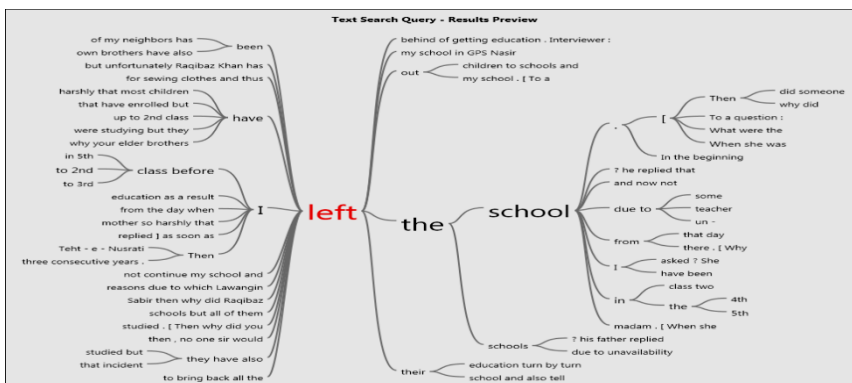 Text Search Query - Results Preview
of my neighbors has
own brothers have also
been
but unfortunately Raqibaz Khan has
for sewing clothes and thus
harshly that most children
that have enrolled but
up to 2nd class
were studying but they
why your elder brothers
have
in 5th
to 2nd
to 3rd
class before
education as a result
from the day when
mother so harshly that
replied ] as soon as
Teht - e - Nusrati
three consecutive years .
Then
I
not continue my school and
reasons due to which Lawangin
Sabir then why did Raqibaz
schools but all of them
studied . [ Then why did you
then , no one sir would
studied but
that incident
they have also
to bring back all the
left
behind of getting education . Interviewer :
my school in GPS Nasir
out
children to schools and
my school . [ To a
the
school
.
[
Then
did someone
why did
To a question :
What were the
When she was
In the beginning
? he replied that
and now not
due to
some
teacher
un -
from
that day
there . [ Why
I
asked ? She
have been
in
class two
the
4th
5th
madam . [ When she
schools
? his father replied
due to unavailability
their
education turn by turn
school and also tell